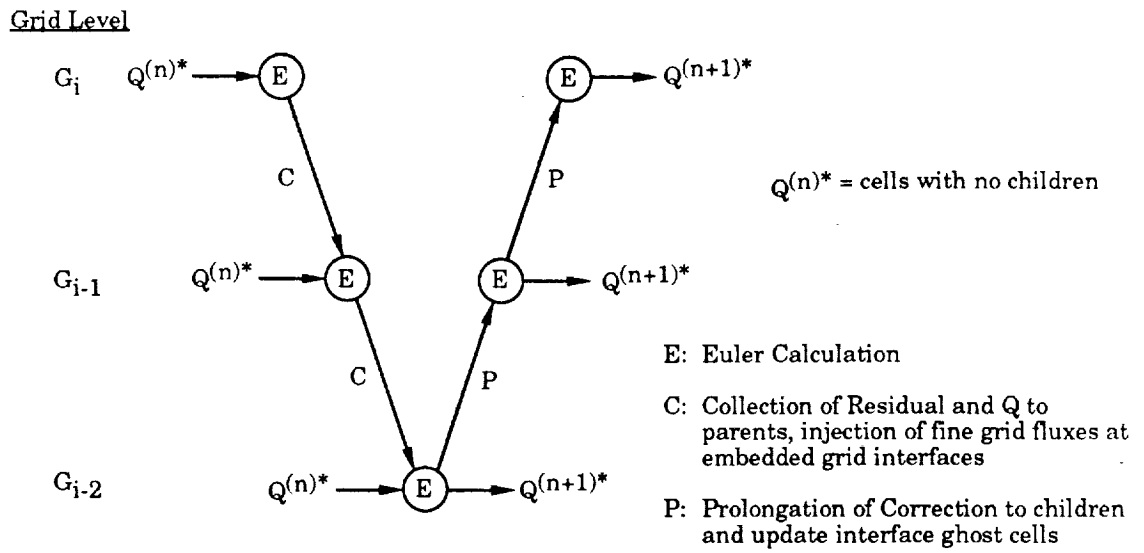 Grid Level
G_i Q^(n)* E E Q^(n+1)*
C P
Q^(n)* = cells with no children
G_i-1 Q^(n)* E E Q^(n+1)*
E: Euler Calculation
C P
C: Collection of Residual and Q to
parents, injection of fine grid fluxes at
embedded grid interfaces
G_i-2 Q^(n)* E Q^(n+1)*
P: Prolongation of Correction to children
and update interface ghost cells